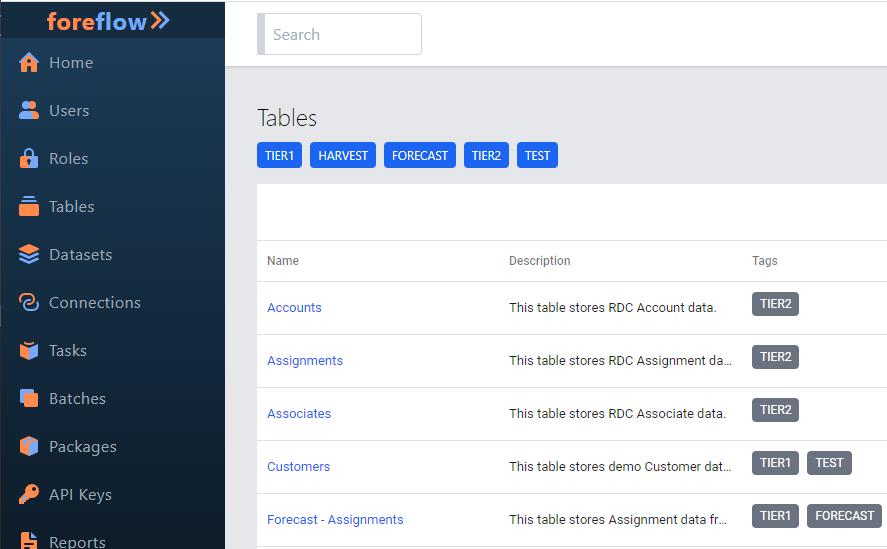 foreflow
Search
Home
Users
Roles
Tables
Datasets
Connections
Tasks
Batches
Packages
API Keys
Reports
Tables
TIER1 HARVEST FORECAST TIER2 TEST
Name Description Tags
Accounts This table stores RDC Account data. TIER2
Assignments This table stores RDC Assignment da... TIER2
Associates This table stores RDC Associate data. TIER2
Customers This table stores demo Customer dat... TIER1 TEST
Forecast - Assignments This table stores Assignment data fr... TIER1 FORECAST